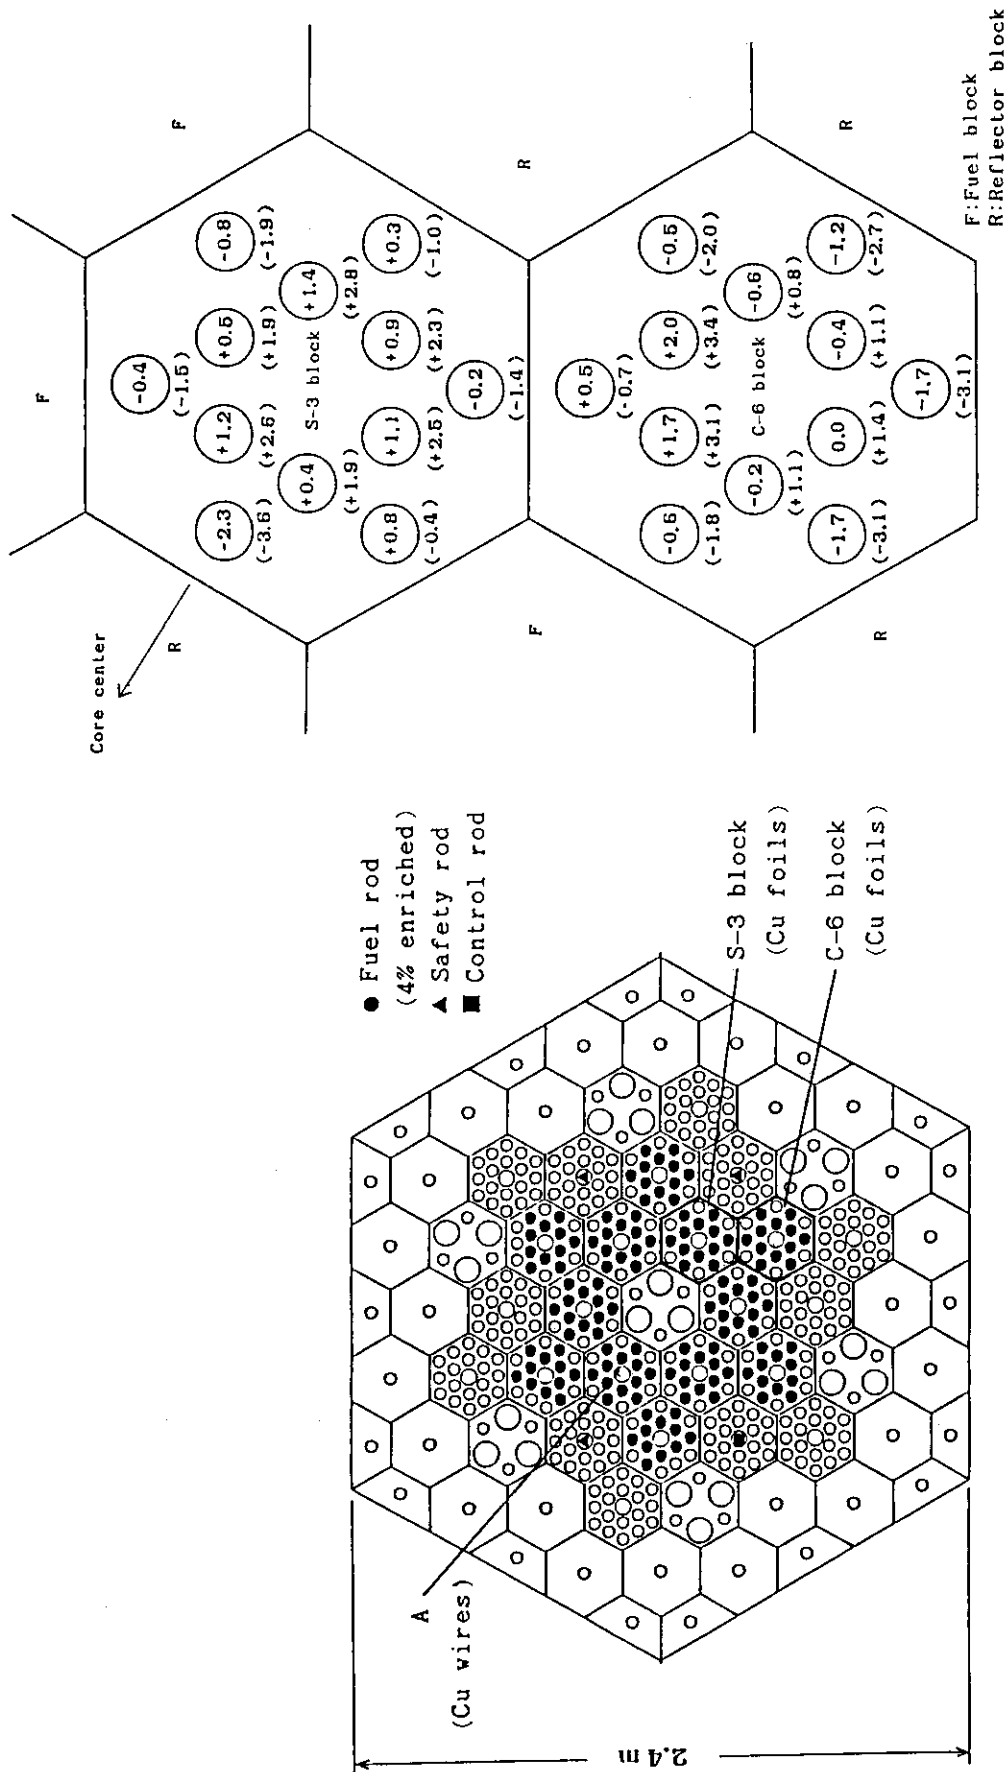 ● Fuel rod
(4% enriched)
▲ Safety rod
■ Control rod
A
(Cu wires)
2.4 m
S-3 block
(Cu foils)
C-6 block
(Cu foils)
Core center
F
F
R
-0.4
(-1.5)
-2.3 +1.2 +0.5 -0.8
(-3.6) (+2.6) (+1.9) (-1.9)
S-3 block
+0.4 +1.4
(+1.9) (+2.8)
+0.8 +1.1 +0.9 +0.3
(-0.4) (+2.5) (+2.3) (-1.0)
-0.2
(-1.4)
F
R
+0.5
(-0.7)
-0.6 +1.7 +2.0 -0.5
(-1.8) (+3.1) (+3.4) (-2.0)
C-6 block
-0.2 -0.6
(+1.1) (+0.8)
-1.7 0.0 -0.4 -1.2
(-3.1) (+1.4) (+1.1) (-2.7)
-1.7
(-3.1)
R
R
F:Fuel block
R:Reflector block